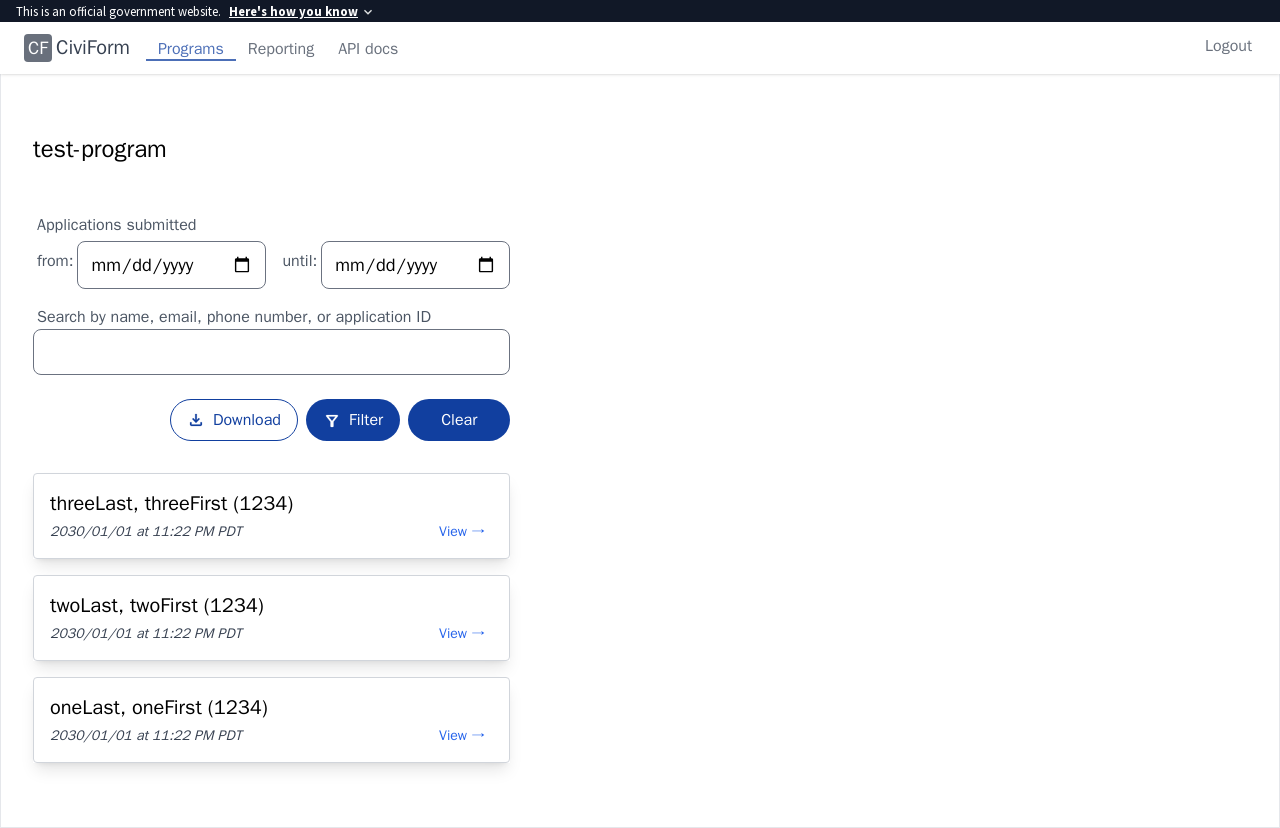 This is an official government website. Here's how you know
CF CiviForm Programs Reporting API docs Logout
test-program
Applications submitted
from: mm/dd/yyyy until: mm/dd/yyyy
Search by name, email, phone number, or application ID
Download Filter Clear
threeLast, threeFirst (1234)
2030/01/01 at 11:22 PM PDT View →
twoLast, twoFirst (1234)
2030/01/01 at 11:22 PM PDT View →
oneLast, oneFirst (1234)
2030/01/01 at 11:22 PM PDT View →